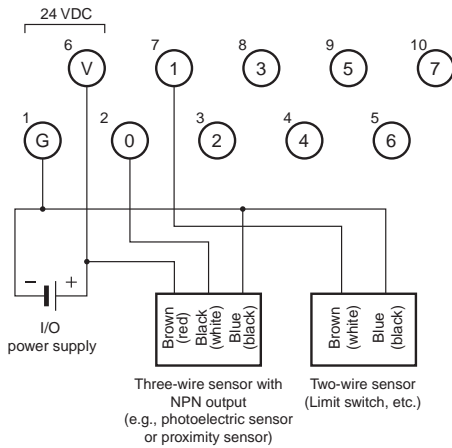 24 VDC
6 7 8 9 10
V 1 3 5 7
1 2 3 4 5
G 0 2 4 6
− +
I/O
power supply
Brown
(red)
Black
(white)
Blue
(black)
Brown
(white)
Blue
(black)
Three-wire sensor with
NPN output
(e.g., photoelectric sensor
or proximity sensor)
Two-wire sensor
(Limit switch, etc.)